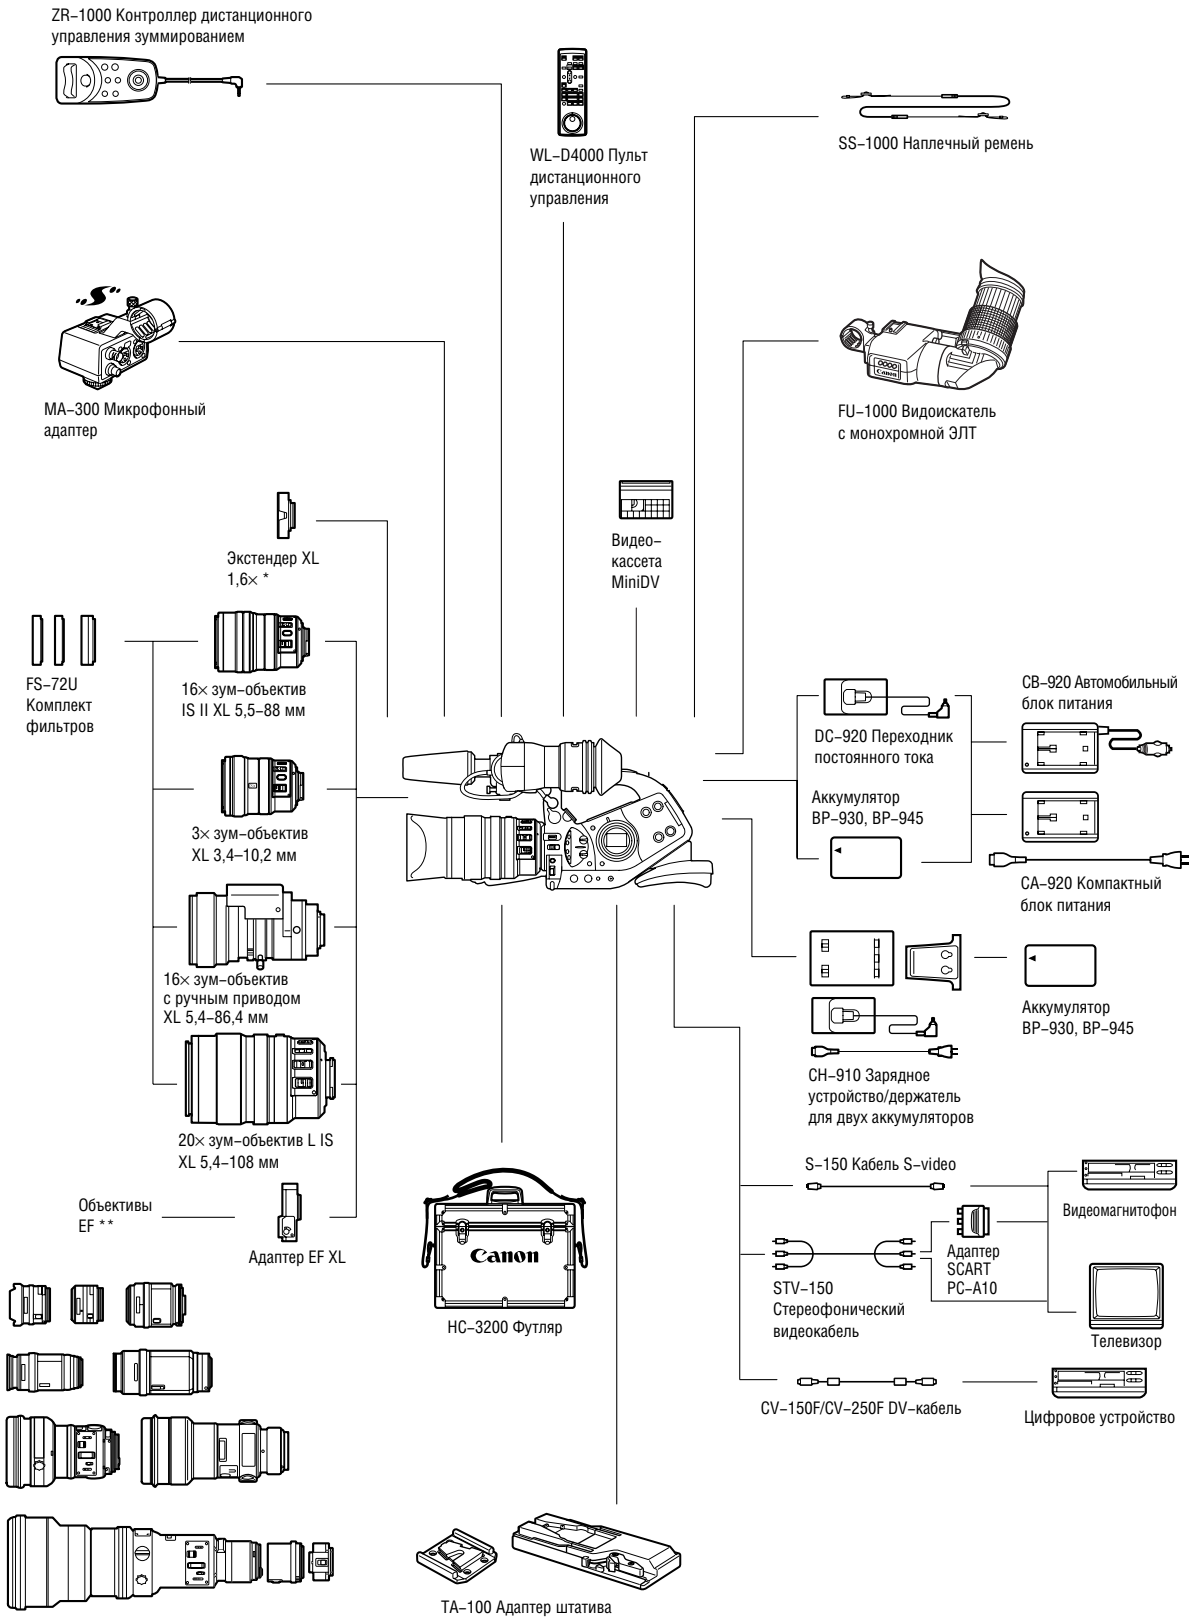 ZR–1000 Контроллер дистанционного
управления зуммированием
WL–D4000 Пульт
дистанционного
управления
SS–1000 Наплечный ремень
MA–300 Микрофонный
адаптер
Canon
FU–1000 Видоискатель
с монохромной ЭЛТ
Экстендер XL
1,6× *
Видео–
кассета
MiniDV
FS–72U
Комплект
фильтров
16× зум–объектив
IS II XL 5,5–88 мм
3× зум–объектив
XL 3,4–10,2 мм
16× зум–объектив
с ручным приводом
XL 5,4–86,4 мм
20× зум–объектив L IS
XL 5,4–108 мм
Объективы
EF **
Адаптер EF XL
DC–920 Переходник
постоянного тока
CB–920 Автомобильный
блок питания
Аккумулятор
BP–930, BP–945
CA–920 Компактный
блок питания
Аккумулятор
BP–930, BP–945
CH–910 Зарядное
устройство/держатель
для двух аккумуляторов
Canon
HC–3200 Футляр
S–150 Кабель S–video
Видеомагнитофон
Адаптер
SCART
PC–A10
STV–150
Стереофонический
видеокабель
Телевизор
CV–150F/CV–250F DV–кабель
Цифровое устройство
TA–100 Адаптер штатива